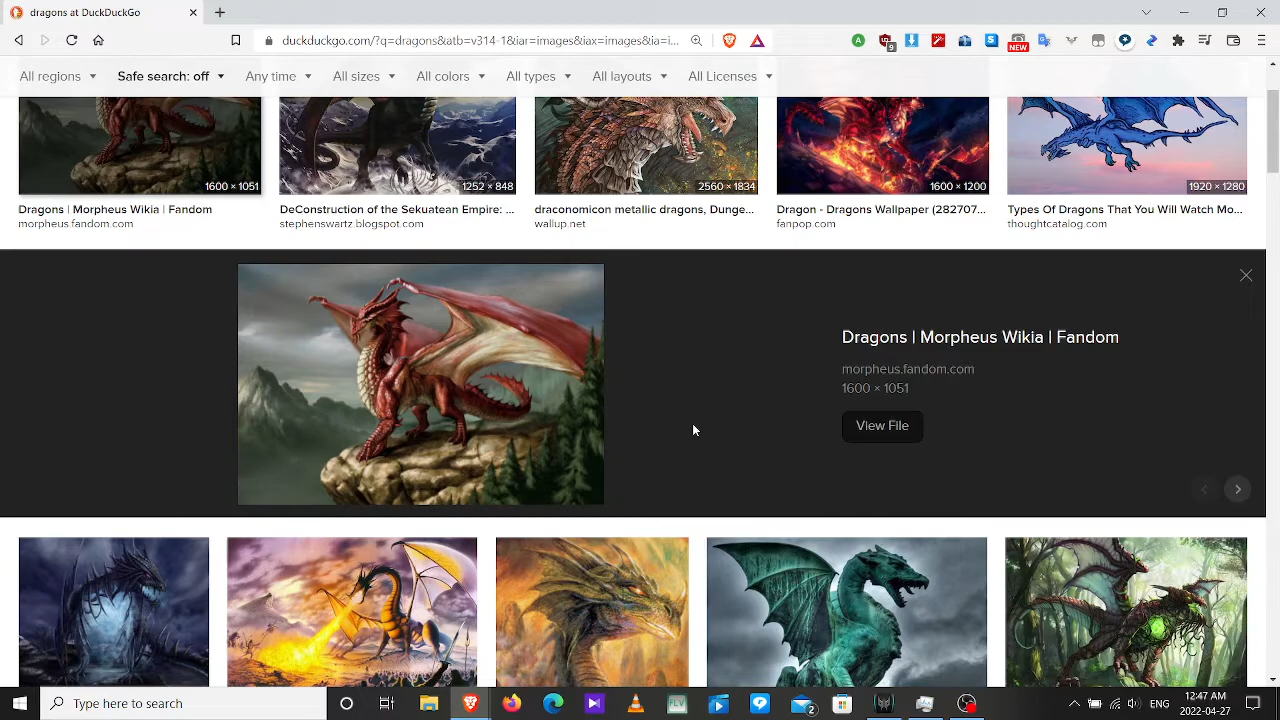 dragons at DuckDuckGo
duckduckgo.com/?q=dragons&atb=v314-1&iar=images&iax=images&ia=i...
9
NEW
All regions
Safe search: off
Any time
All sizes
All colors
All types
All layouts
All Licenses
1600 × 1051
1252 × 848
2560 × 1834
1600 × 1200
1920 × 1280
Dragons | Morpheus Wikia | Fandom
DeConstruction of the Sekuatean Empire: ...
draconomicon metallic dragons, Dunge...
Dragon - Dragons Wallpaper (282707...
Types Of Dragons That You Will Watch Mo...
morpheus.fandom.com
stephenswartz.blogspot.com
wallup.net
fanpop.com
thoughtcatalog.com
Dragons | Morpheus Wikia | Fandom
morpheus.fandom.com
1600 × 1051
View File
Type here to search
FLV
2
ENG
12:47 AM
2022-04-27